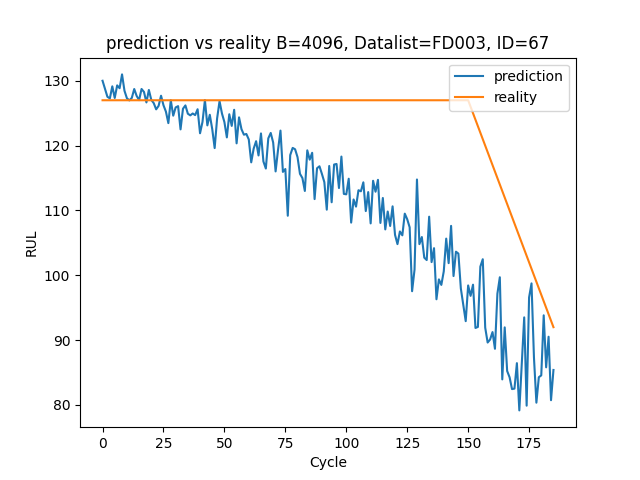 prediction vs reality B=4096, Datalist=FD003, ID=67
prediction
reality
130
120
110
100
90
80
RUL
0 25 50 75 100 125 150 175
Cycle